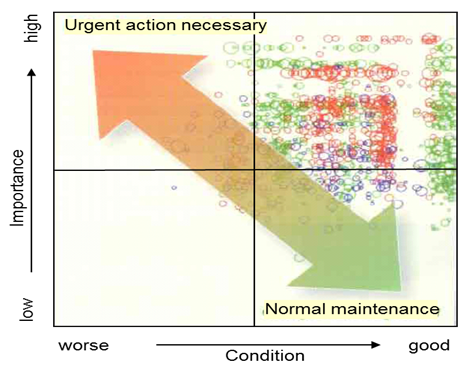 Urgent action necessary
high
Importance
low
Normal maintenance
worse
Condition
good